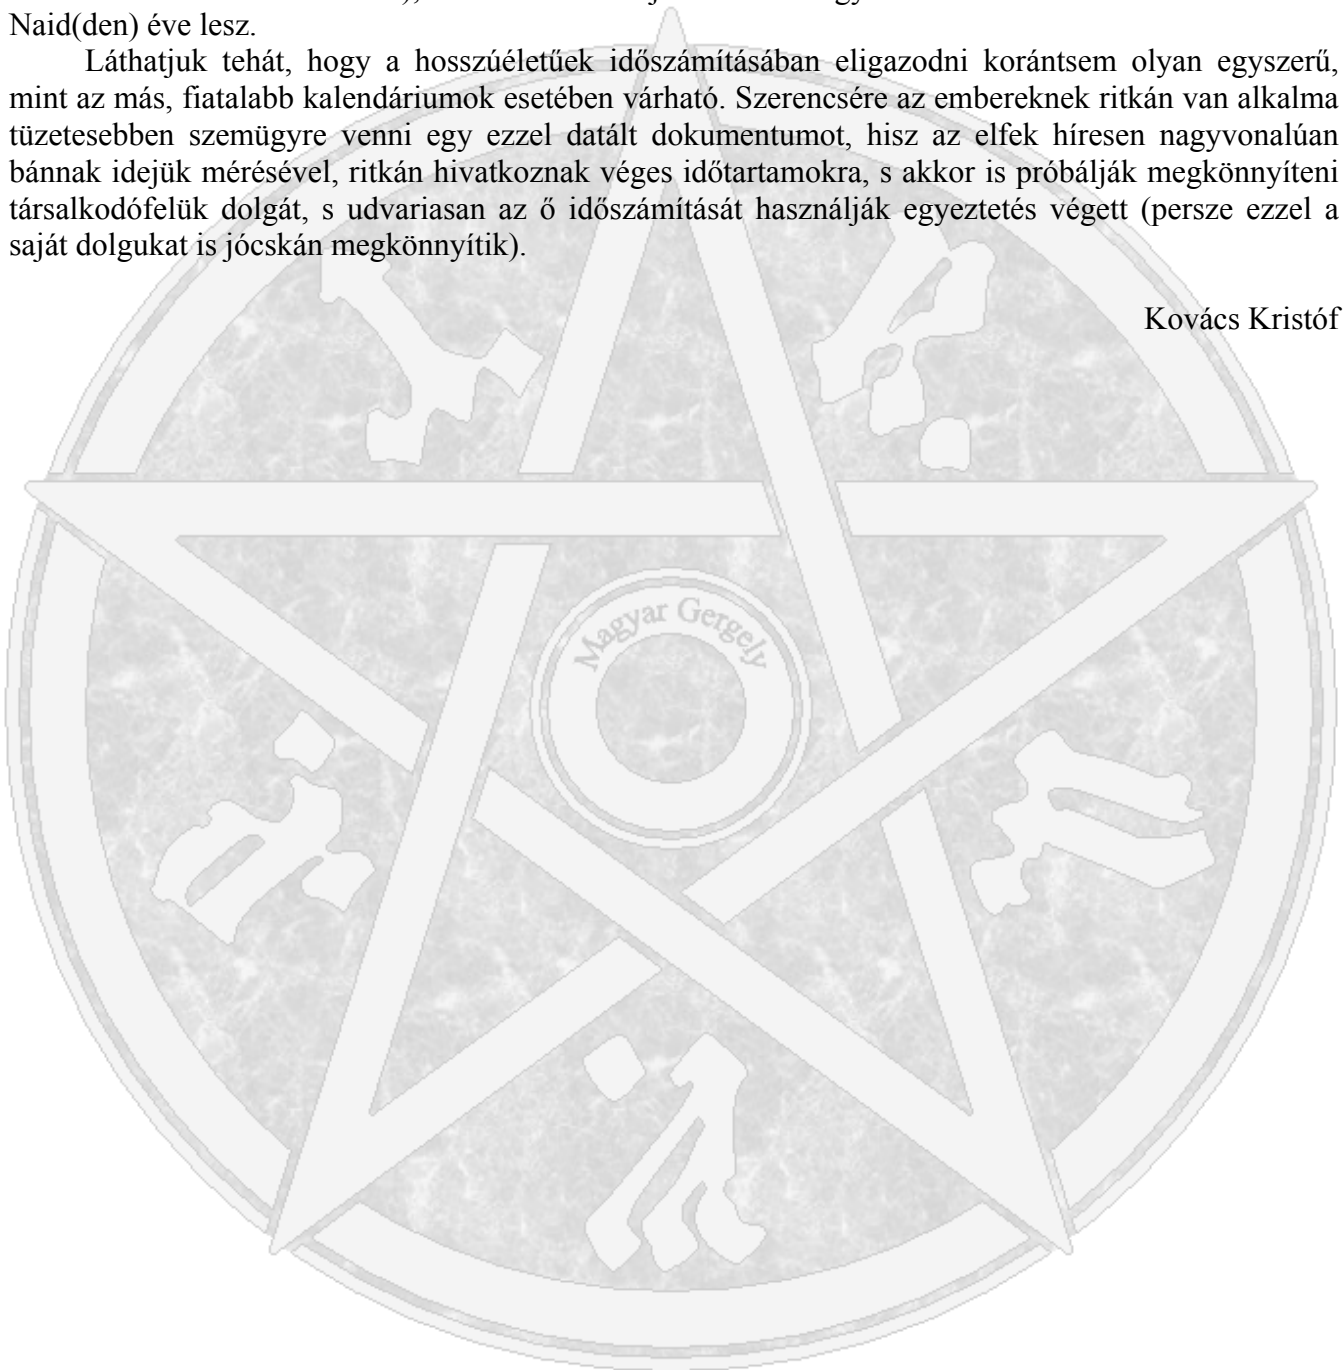 Naid(den) éve lesz.
Láthatjuk tehát, hogy a hosszúéletűek időszámításában eligazodni korántsem olyan egyszerű,
mint az más, fiatalabb kalendáriumok esetében várható. Szerencsére az embereknek ritkán van alkalma
tüzetesebben szemügyre venni egy ezzel datált dokumentumot, hisz az elfek híresen nagyvonalúan
bánnak idejük mérésével, ritkán hivatkoznak véges időtartamokra, s akkor is próbálják megkönnyíteni
társalkodófelük dolgát, s udvariasan az ő időszámítását használják egyeztetés végett (persze ezzel a
saját dolgukat is jócskán megkönnyítik).
Kovács Kristóf
Magyar Gergely